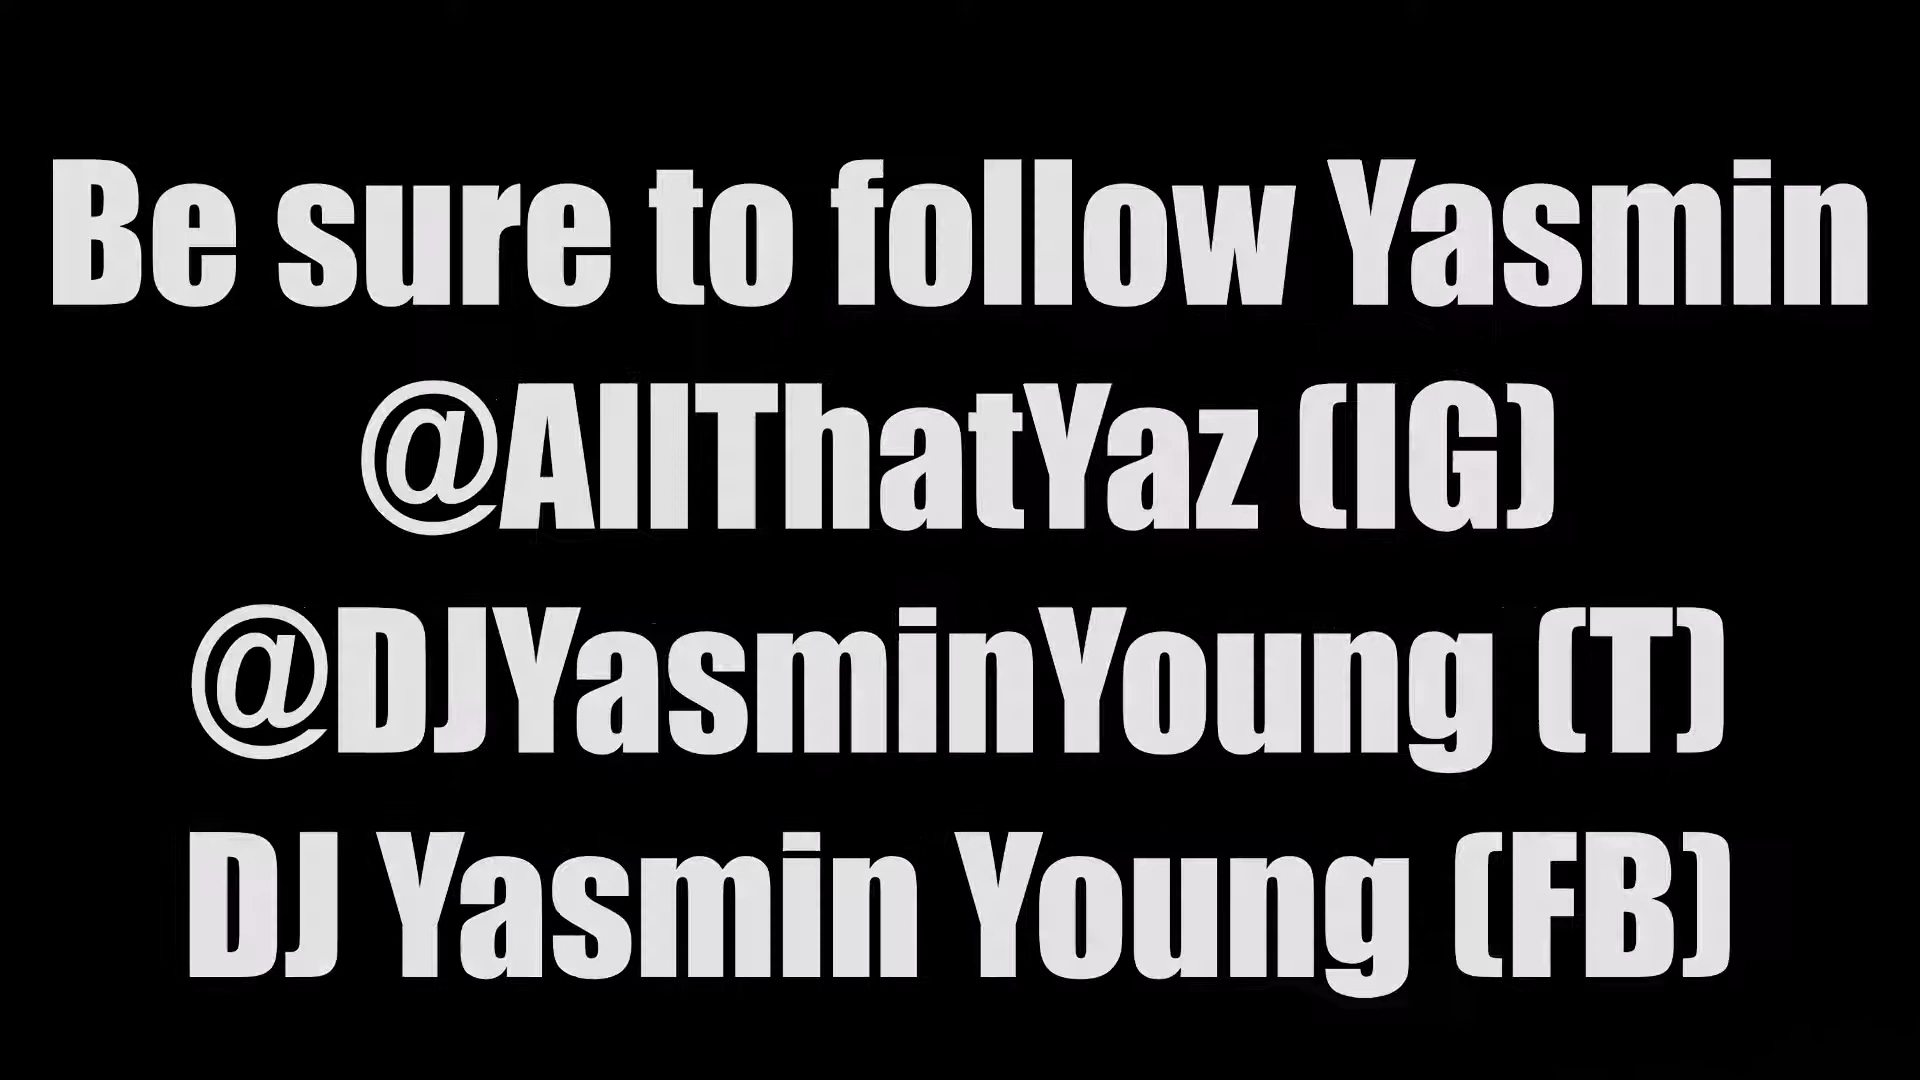 Be sure to follow Yasmin
@AllThatYaz (IG)
@DJYasminYoung (T)
DJ Yasmin Young (FB)